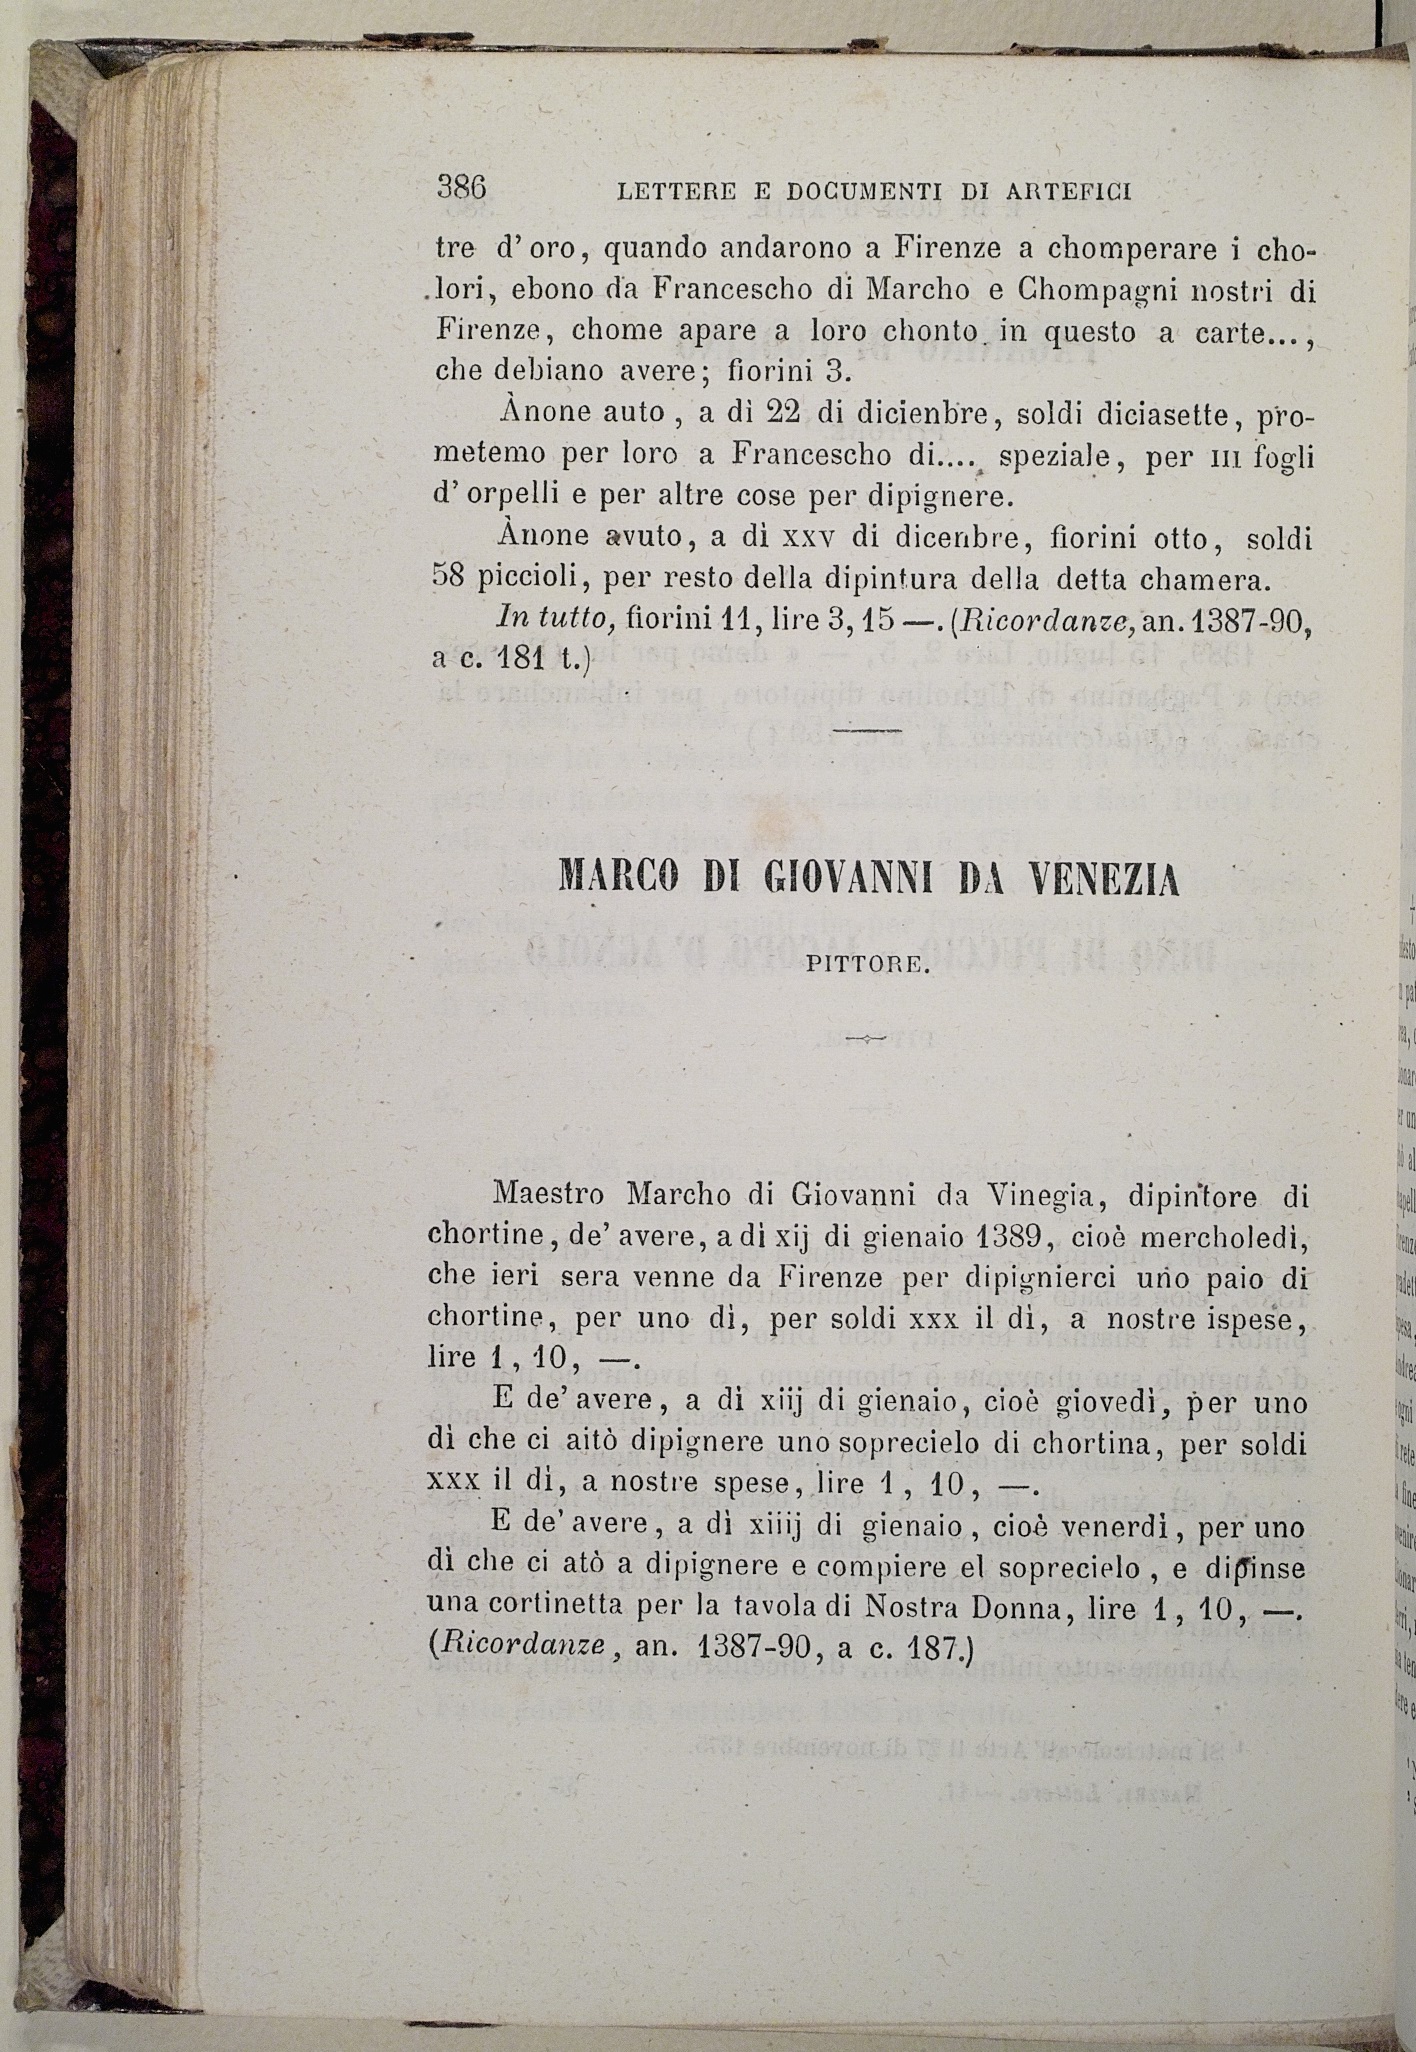 386 LETTERE E DOCUMENTI DI ARTEFICI
tre d' oro, quando andarono a Firenze a chomperare i cho-
lori, ebono da Francescho di Marcho e Chompagni nostri di
Firenze, chome apare a loro chonto in questo a carte...,
che debiano avere; fiorini 3.
Ànone auto, a dì 22 di dicienbre, soldi diciasette, pro-
metemo per loro a Francescho di.... speziale, per III fogli
d' orpelli e per altre cose per dipignere.
Ànone avuto, a dì xxv di dicenbre, fiorini otto, soldi
58 piccioli, per resto della dipintura della detta chamera.
In tutto, fiorini 11, lire 3, 15 —. (Ricordanze, an. 1387-90,
a c. 181 t.)
MARCO DI GIOVANNI DA VENEZIA
PITTORE.
Maestro Marcho di Giovanni da Vinegia, dipintore di
chortine, de' avere, a dì xij di gienaio 1389, cioè mercholedì,
che ieri sera venne da Firenze per dipignierci uno paio di
chortine, per uno dì, per soldi xxx il dì, a nostre ispese,
lire 1, 10, —.
E de' avere, a dì xiij di gienaio, cioè giovedì, per uno
dì che ci aitò dipignere uno soprecielo di chortina, per soldi
xxx il dì, a nostre spese, lire 1, 10, —.
E de' avere, a dì xiiij di gienaio, cioè venerdì, per uno
dì che ci atò a dipignere e compiere el soprecielo, e dipinse
una cortinetta per la tavola di Nostra Donna, lire 1, 10, —.
(Ricordanze, an. 1387-90, a c. 187.)